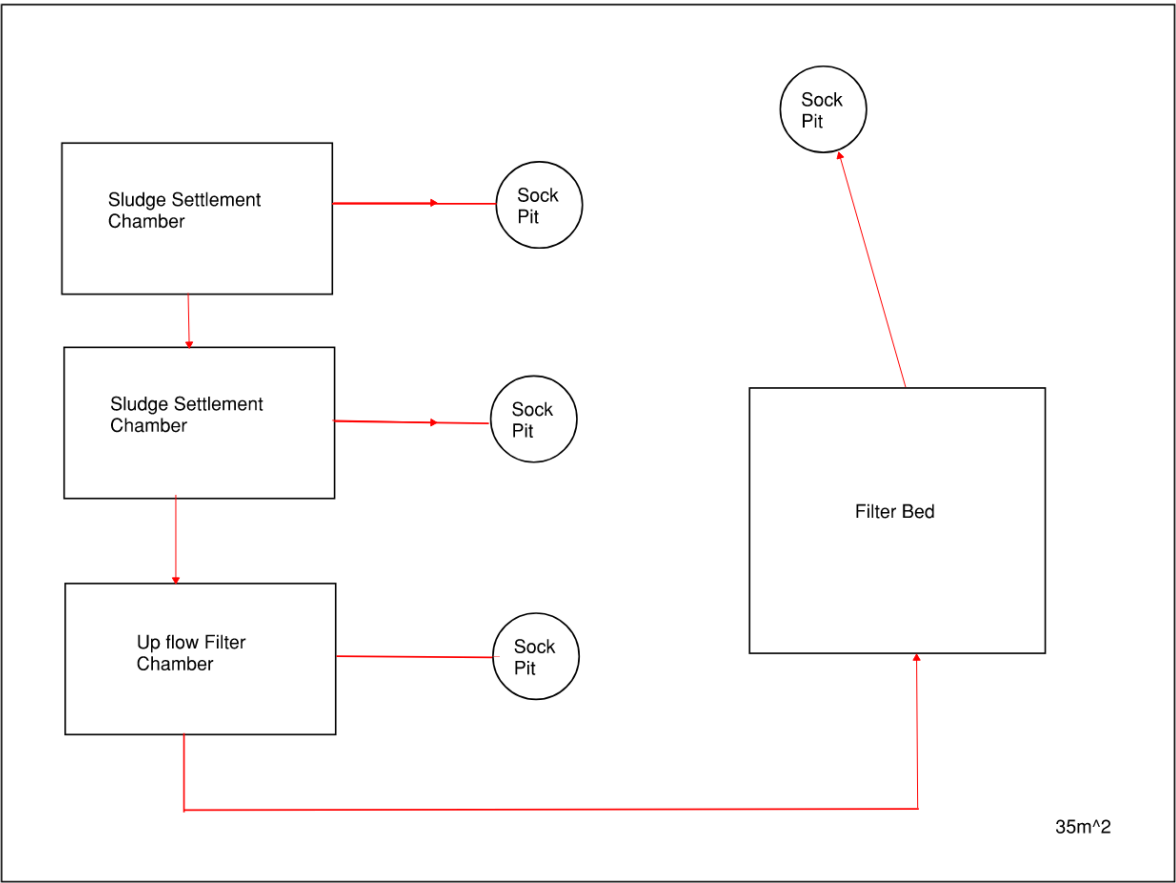 Sludge Settlement
Chamber
Sock
Pit
Sludge Settlement
Chamber
Sock
Pit
Up flow Filter
Chamber
Sock
Pit
Sock
Pit
Filter Bed
35m^2